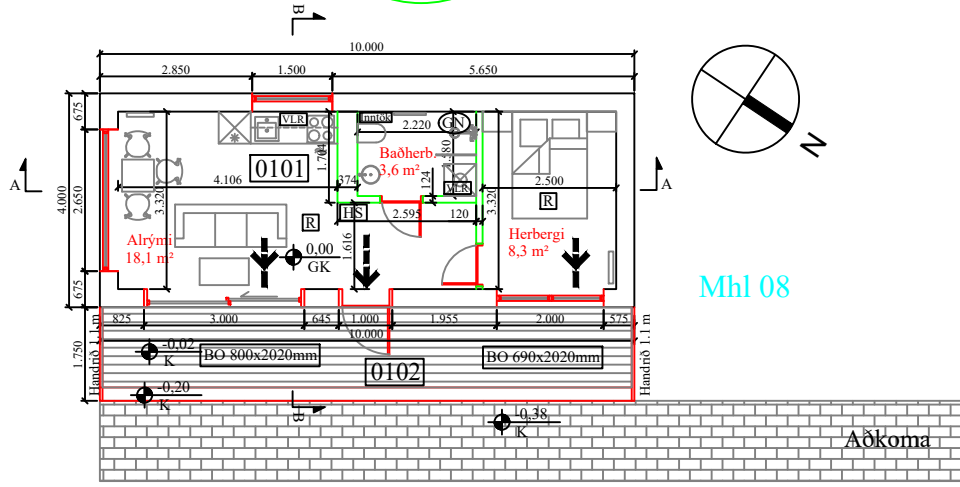 B
10.000
2.850 1.500 5.650
675
VLR
Inntök
GN
2.220
1.704
1.380
Baðherb.
3,6 m²
0101
A
A
4.106
374
124
VLR
2.500
4.000
2.650
3.320
3.320
HS
2.595
120
R
R
Alrými
18,1 m²
0,00
GK
1.616
Herbergi
8,3 m²
N
Mhl 08
675
825 3.000 645 1.000 1.955 2.000 575
10.000
1.750
Handrið 1.1 m
Handrið 1.1 m
-0,02
K
BO 800x2020mm
BO 690x2020mm
0102
-0,20
K
B
-0,38
K
Aðkoma